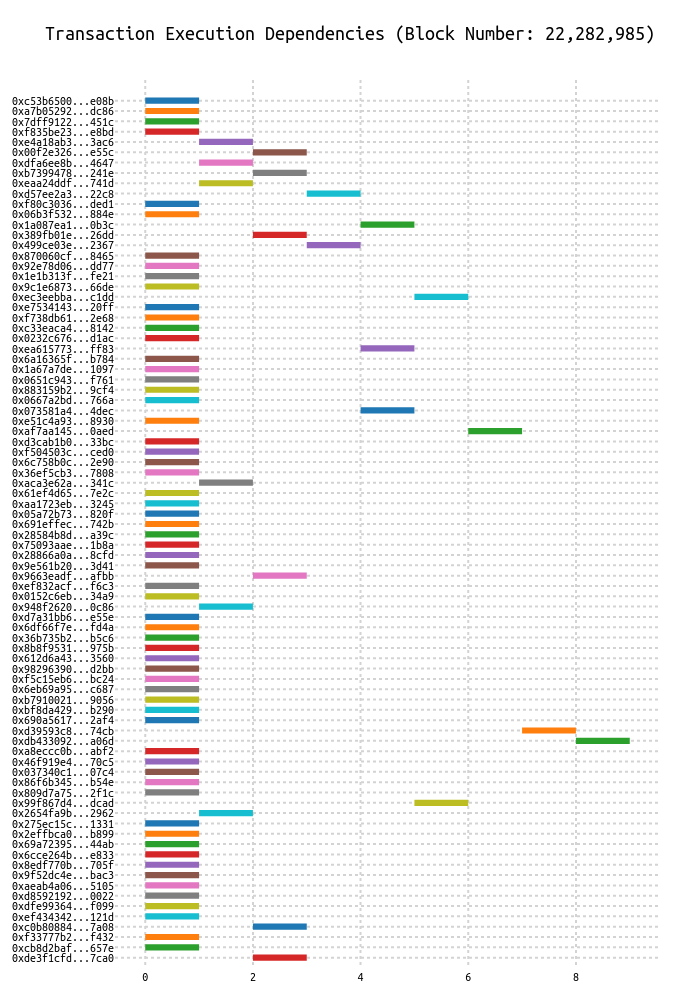 Transaction Execution Dependencies (Block Number: 22,282,985)
0xc53b6500...e08b
0xa7b05292...dc86
0x7dff9122...451c
0xf835be23...e8bd
0xe4a18ab3...3ac6
0x00f2e326...e55c
0xdfa6ee8b...4647
0xb7399478...241e
0xeaa24ddf...741d
0xd57ee2a3...22c8
0xf80c3036...ded1
0x06b3f532...884e
0x1a087ea1...0b3c
0x389fb01e...26dd
0x499ce03e...2367
0x870060cf...8465
0x92e78d06...dd77
0x1e1b313f...fe21
0x9c1e6873...66de
0xec3eebba...c1dd
0xe7534143...20ff
0xf738db61...2e68
0xc33eaca4...8142
0x0232c676...d1ac
0xea615773...ff83
0x6a16365f...b784
0x1a67a7de...1097
0x0651c943...f761
0x883159b2...9cf4
0x0667a2bd...766a
0x073581a4...4dec
0xe51c4a93...8930
0xaf7aa145...0aed
0xd3cab1b0...33bc
0xf504503c...ced0
0x6c758b0c...2e90
0x36ef5cb3...7808
0xaca3e62a...341c
0x61ef4d65...7e2c
0xaa1723eb...3245
0x05a72b73...820f
0x691effec...742b
0x28584b8d...a39c
0x75093aae...1b8a
0x28866a0a...8cfd
0x9e561b20...3d41
0x9663eadf...afbb
0xef832acf...f6c3
0x0152c6eb...34a9
0x948f2620...0c86
0xd7a31bb6...e55e
0x6df66f7e...fd4a
0x36b735b2...b5c6
0x8b8f9531...975b
0x612d6a43...3560
0x98296390...d2bb
0xf5c15eb6...bc24
0x6eb69a95...c687
0xb7910021...9056
0xbf8da429...b290
0x690a5617...2af4
0xd39593c8...74cb
0xdb433092...a06d
0xa8eccc0b...abf2
0x46f919e4...70c5
0x037340c1...07c4
0x86f6b345...b54e
0x809d7a75...2f1c
0x99f867d4...dcad
0x2654fa9b...2962
0x275ec15c...1331
0x2effbca0...b899
0x69a72395...44ab
0x6cce264b...e833
0x8edf770b...705f
0x9f52dc4e...bac3
0xaeab4a06...5105
0xd8592192...0022
0xdfe99364...f099
0xef434342...121d
0xc0b80884...7a08
0xf33777b2...f432
0xcb8d2baf...657e
0xde3f1cfd...7ca0
0 2 4 6 8